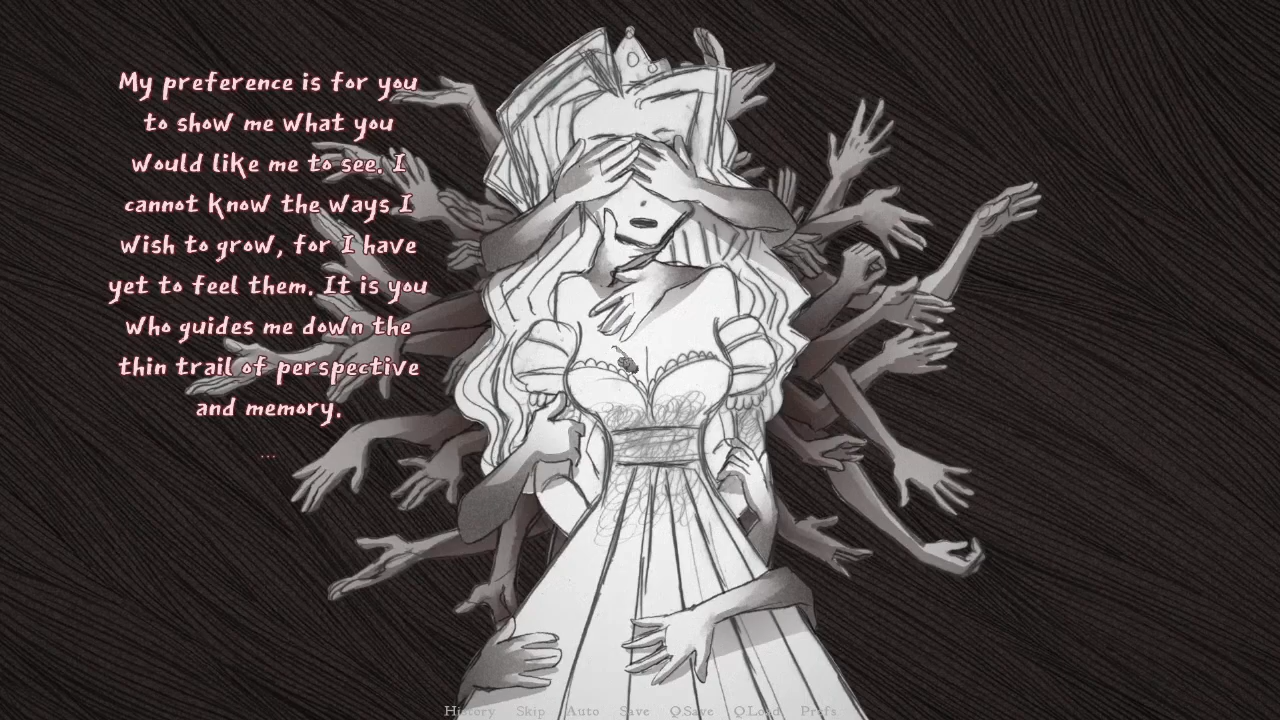 My preference is for you
to show me what you
would like me to see. I
cannot know the ways I
wish to grow, for I have
yet to feel them. It is you
who guides me down the
thin trail of perspective
and memory.
...
History Skip Auto Save Q.Save Q.Load Prefs